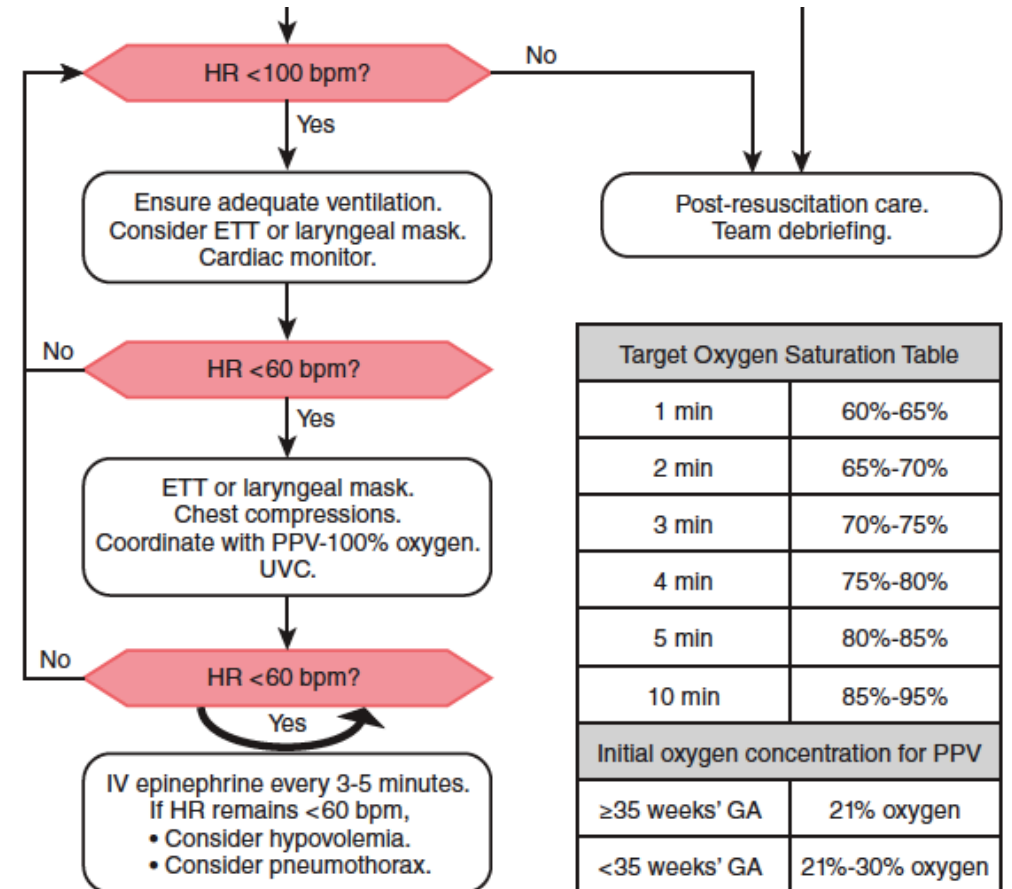 HR <100 bpm?
No
Yes
Ensure adequate ventilation.
Consider ETT or laryngeal mask.
Cardiac monitor.
Post-resuscitation care.
Team debriefing.
No
HR <60 bpm?
Yes
ETT or laryngeal mask.
Chest compressions.
Coordinate with PPV-100% oxygen.
UVC.
No
HR <60 bpm?
Yes
IV epinephrine every 3-5 minutes.
If HR remains <60 bpm,
• Consider hypovolemia.
• Consider pneumothorax.
Target Oxygen Saturation Table
1 min 60%-65%
2 min 65%-70%
3 min 70%-75%
4 min 75%-80%
5 min 80%-85%
10 min 85%-95%
Initial oxygen concentration for PPV
≥35 weeks' GA 21% oxygen
<35 weeks' GA 21%-30% oxygen